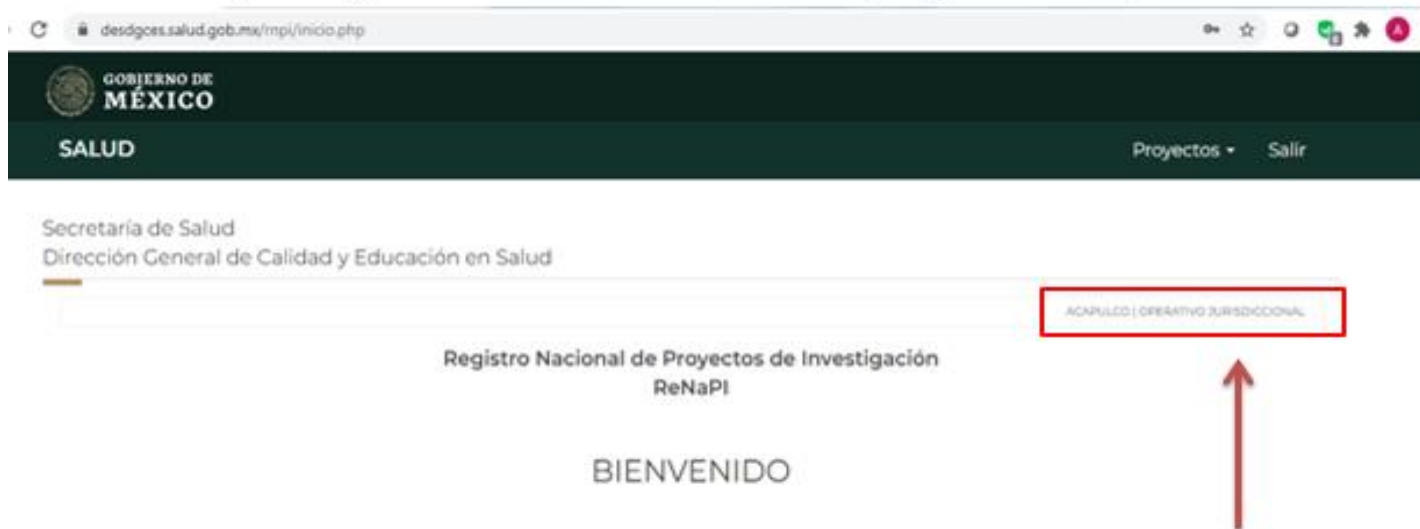 desdgces.salud.gob.mx/rnpi/inicio.php
A
GOBIERNO DE
MÉXICO
SALUD
Proyectos
Salir
Secretaría de Salud
Dirección General de Calidad y Educación en Salud
ACAPULCO | OPERATIVO JURISDICCIONAL
Registro Nacional de Proyectos de Investigación
ReNaPI
BIENVENIDO